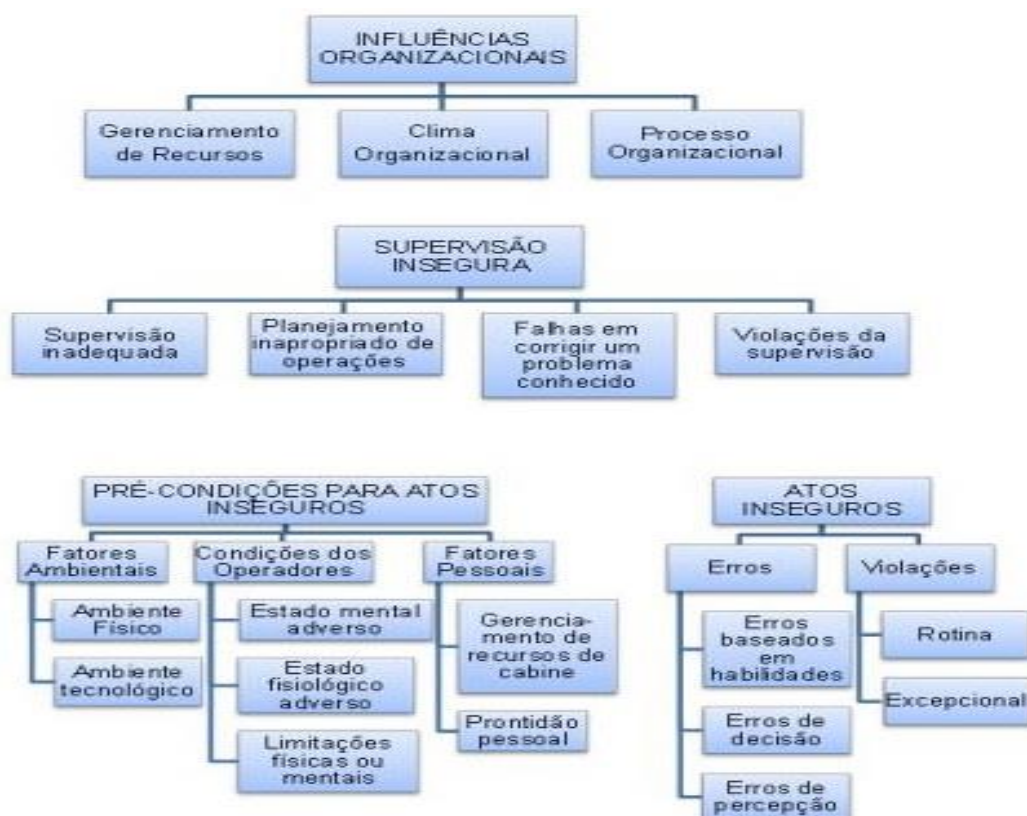 INFLUÊNCIAS
ORGANIZACIONAIS
Gerenciamento
de Recursos
Clima
Organizacional
Processo
Organizacional
SUPERVISÃO
INSEGURA
Supervisão
inadequada
Planejamento
inapropriado de
operações
Falhas em
corrigir um
problema
conhecido
Violações da
supervisão
PRÉ-CONDIÇÕES PARA ATOS
INSEGUROS
Fatores
Ambientais
Ambiente
Físico
Ambiente
tecnológico
Condições dos
Operadores
Estado mental
adverso
Estado
fisiológico
adverso
Limitações
físicas ou
mentais
Fatores
Pessoais
Gerencia-
mento de
recursos de
cabine
Prontidão
pessoal
ATOS
INSEGUROS
Erros
Erros
baseados
em
habilidades
Erros de
decisão
Erros de
percepção
Violações
Rotina
Excepcional